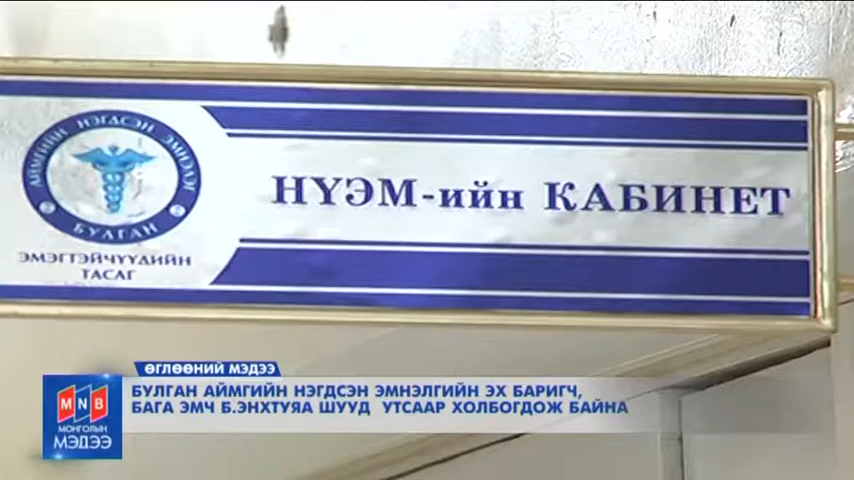 АЙМГИЙН НЭГДСЭН ЭМНЭЛЭГ
БУЛГАН
ЭМЭГТЭЙЧҮҮДИЙН
ТАСАГ
НҮЭМ-ийн КАБИНЕТ
ӨГЛӨӨНИЙ МЭДЭЭ
БУЛГАН АЙМГИЙН НЭГДСЭН ЭМНЭЛГИЙН ЭХ БАРИГЧ,
БАГА ЭМЧ Б.ЭНХТУЯА ШУУД УТСААР ХОЛБОГДОЖ БАЙНА
MNB
МОНГОЛЫН
МЭДЭЭ